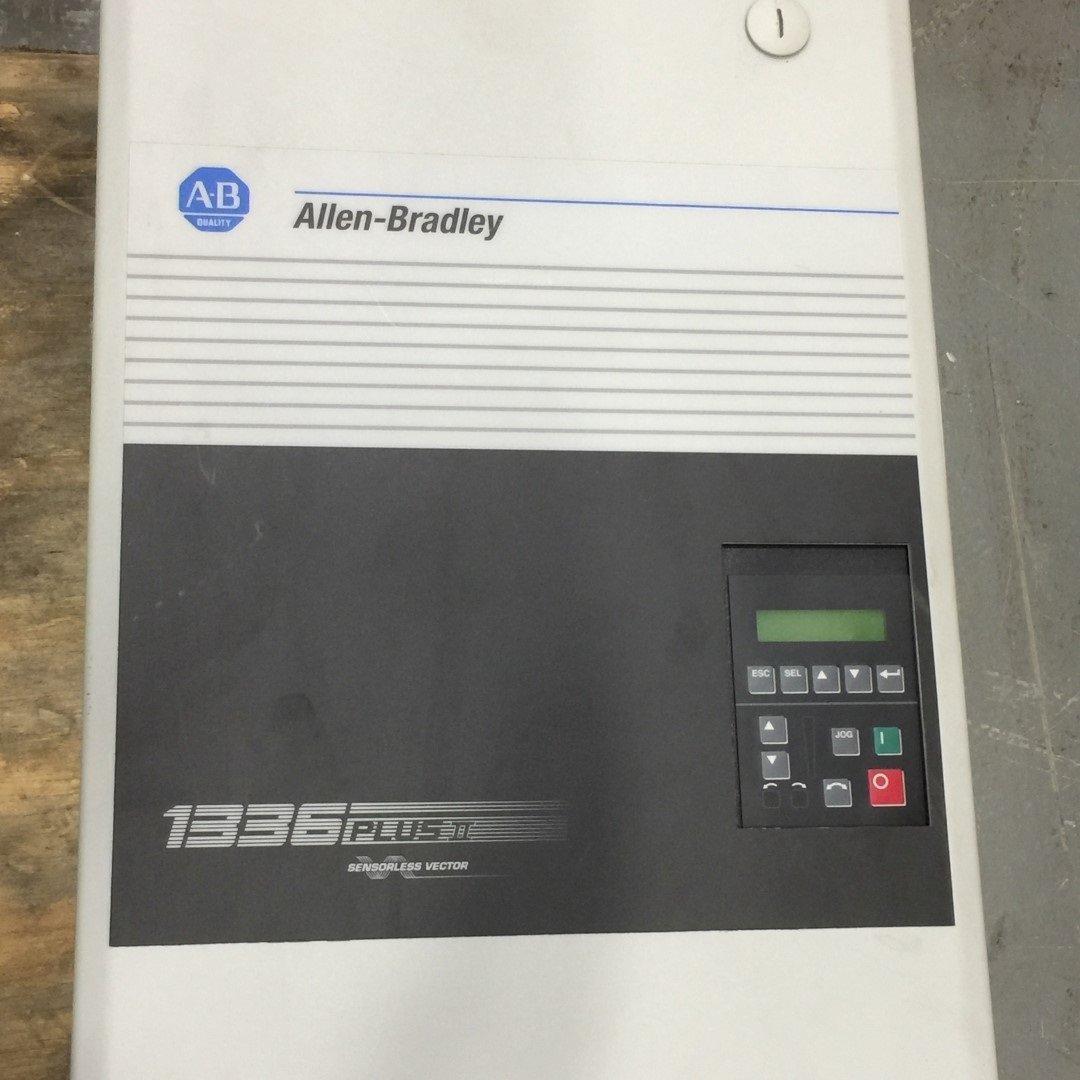 A-B
QUALITY
Allen-Bradley
ESC SEL
JOG
1336 PLUS II
SENSORLESS VECTOR